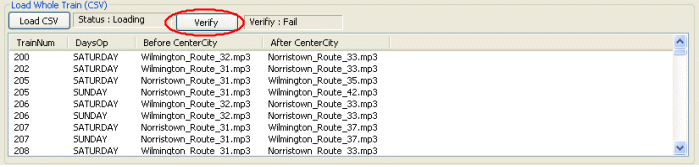 Load Whole Train (CSV)
Load CSV Status : Loading Verify Verifiy : Fail
TrainNum DaysOp Before CenterCity After CenterCity
200 SATURDAY Wilmington_Route_32.mp3 Norristown_Route_33.mp3
202 SATURDAY Wilmington_Route_31.mp3 Norristown_Route_33.mp3
205 SATURDAY Norristown_Route_31.mp3 Wilmington_Route_35.mp3
205 SUNDAY Norristown_Route_31.mp3 Wilmington_Route_42.mp3
206 SATURDAY Wilmington_Route_32.mp3 Norristown_Route_33.mp3
206 SUNDAY Wilmington_Route_32.mp3 Norristown_Route_33.mp3
207 SATURDAY Norristown_Route_31.mp3 Wilmington_Route_37.mp3
207 SUNDAY Norristown_Route_31.mp3 Wilmington_Route_37.mp3
208 SATURDAY Wilmington_Route_31.mp3 Norristown_Route_33.mp3